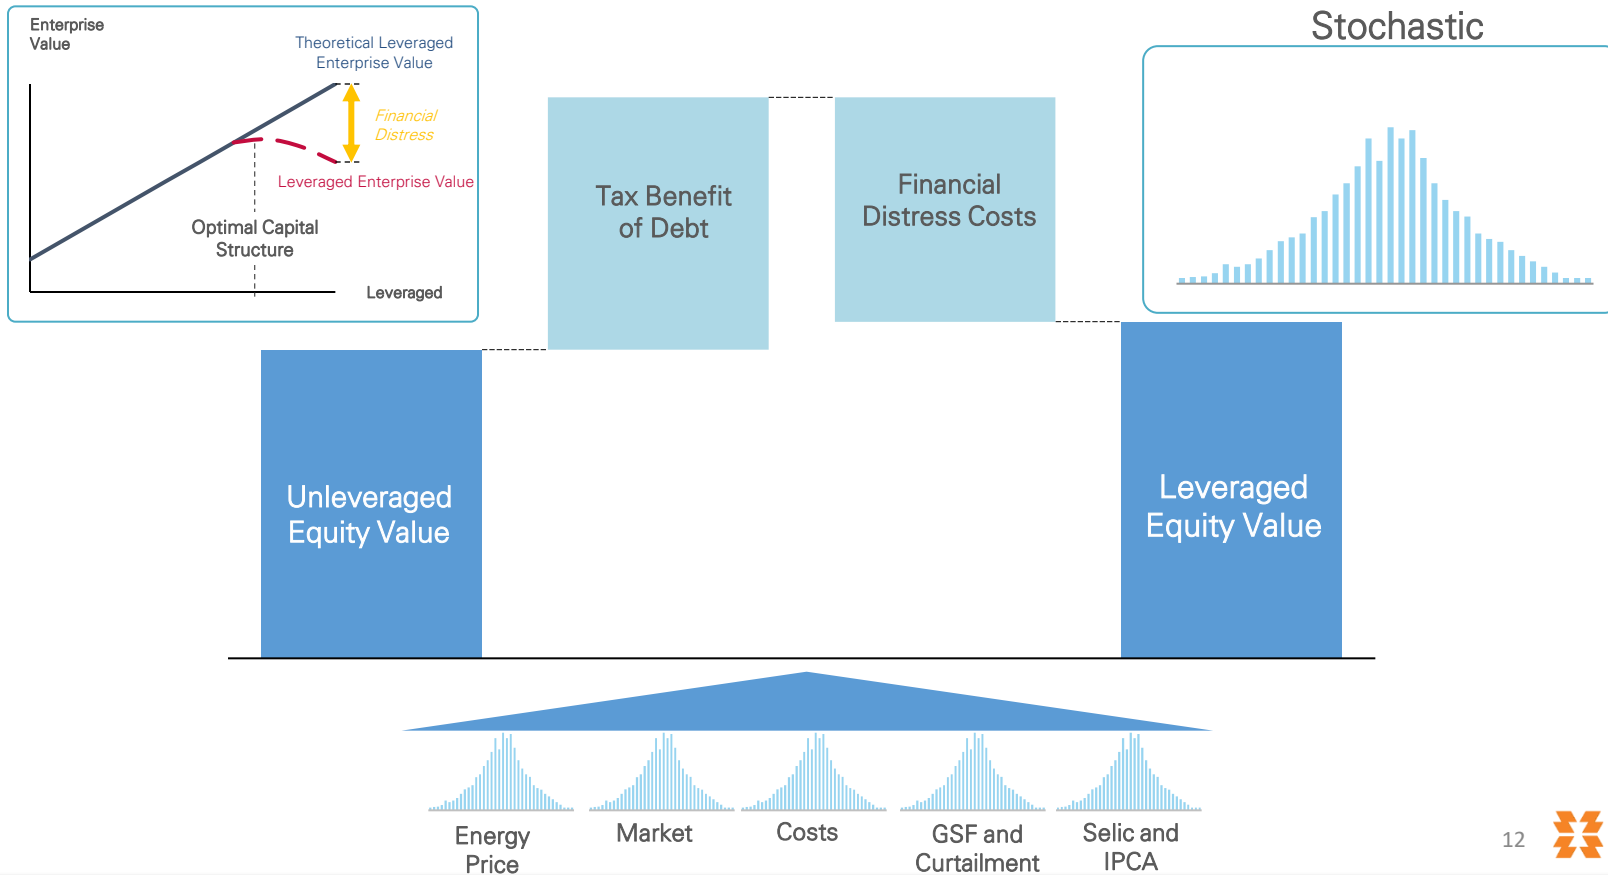 Enterprise
Value
Theoretical Leveraged
Enterprise Value
Financial
Distress
Leveraged Enterprise Value
Optimal Capital
Structure
Leveraged
Stochastic
Tax Benefit
of Debt
Financial
Distress Costs
Unleveraged
Equity Value
Leveraged
Equity Value
Energy
Price
Market
Costs
GSF and
Curtailment
Selic and
IPCA
12